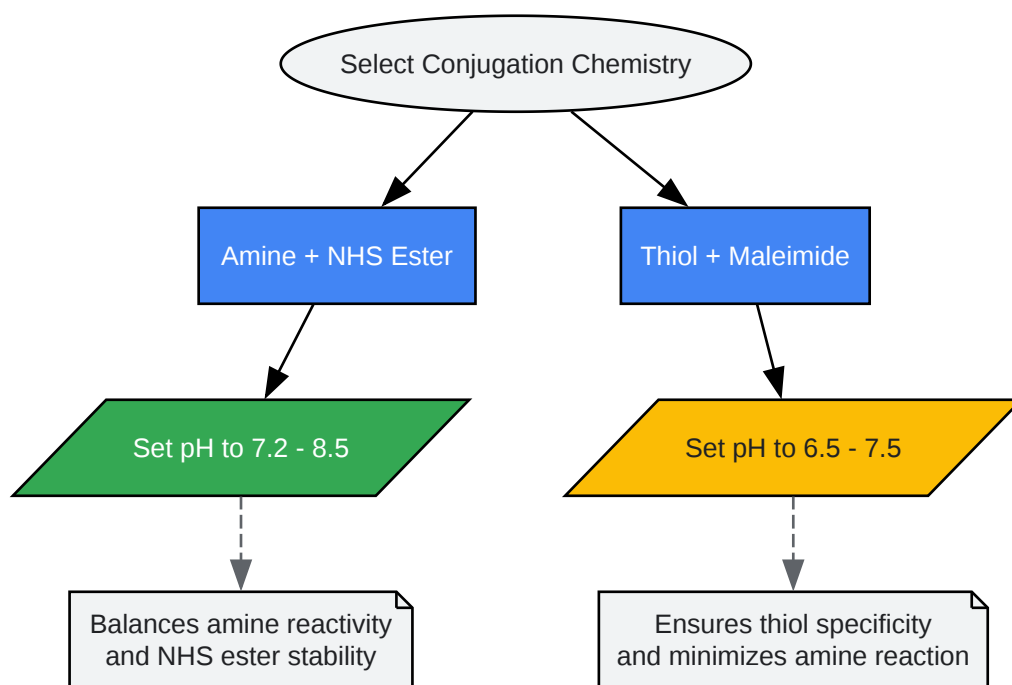 Select Conjugation Chemistry
Amine + NHS Ester
Thiol + Maleimide
Set pH to 7.2 - 8.5
Set pH to 6.5 - 7.5
Balances amine reactivity
and NHS ester stability
Ensures thiol specificity
and minimizes amine reaction